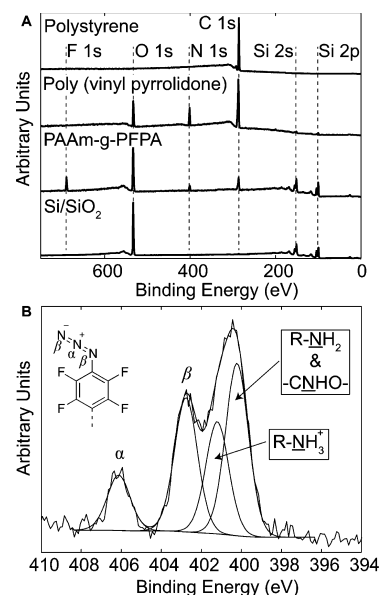 A
Polystyrene
C 1s
F 1s
O 1s
N 1s
Si 2s
Si 2p
Poly (vinyl pyrrolidone)
PAAm-g-PFPA
Si/SiO₂
Arbitrary Units
600
400
200
0
Binding Energy (eV)
B
N⁻
N⁺
N
β
α
β
F
F
F
F
α
β
R-NH₂
&
-CNHO-
R-NH₃⁺
Arbitrary Units
410
408
406
404
402
400
398
396
394
Binding Energy (eV)